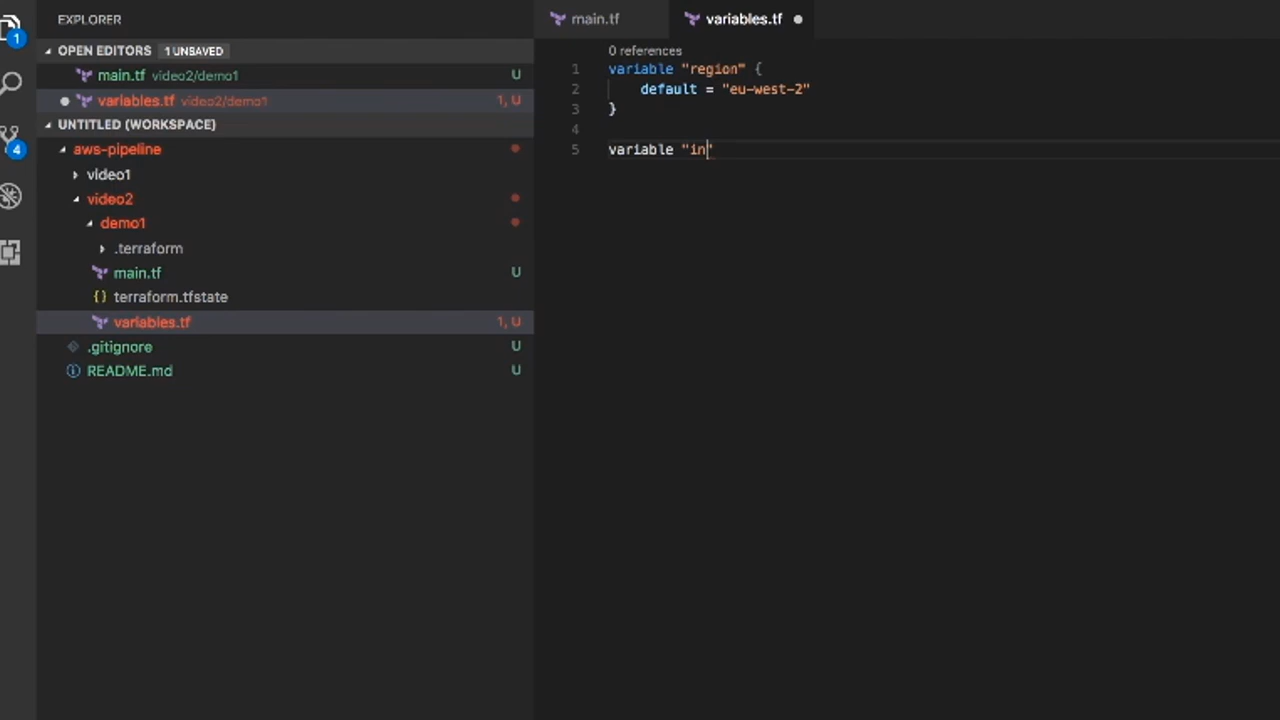 EXPLORER
OPEN EDITORS 1 UNSAVED
main.tf video2/demo1 U
variables.tf video2/demo1 1, U
UNTITLED (WORKSPACE)
aws-pipeline
video1
video2
demo1
.terraform
main.tf U
{} terraform.tfstate
variables.tf 1, U
.gitignore U
README.md U
1
4
main.tf
variables.tf
0 references
1 variable "region" {
2 default = "eu-west-2"
3 }
4
5 variable "in"